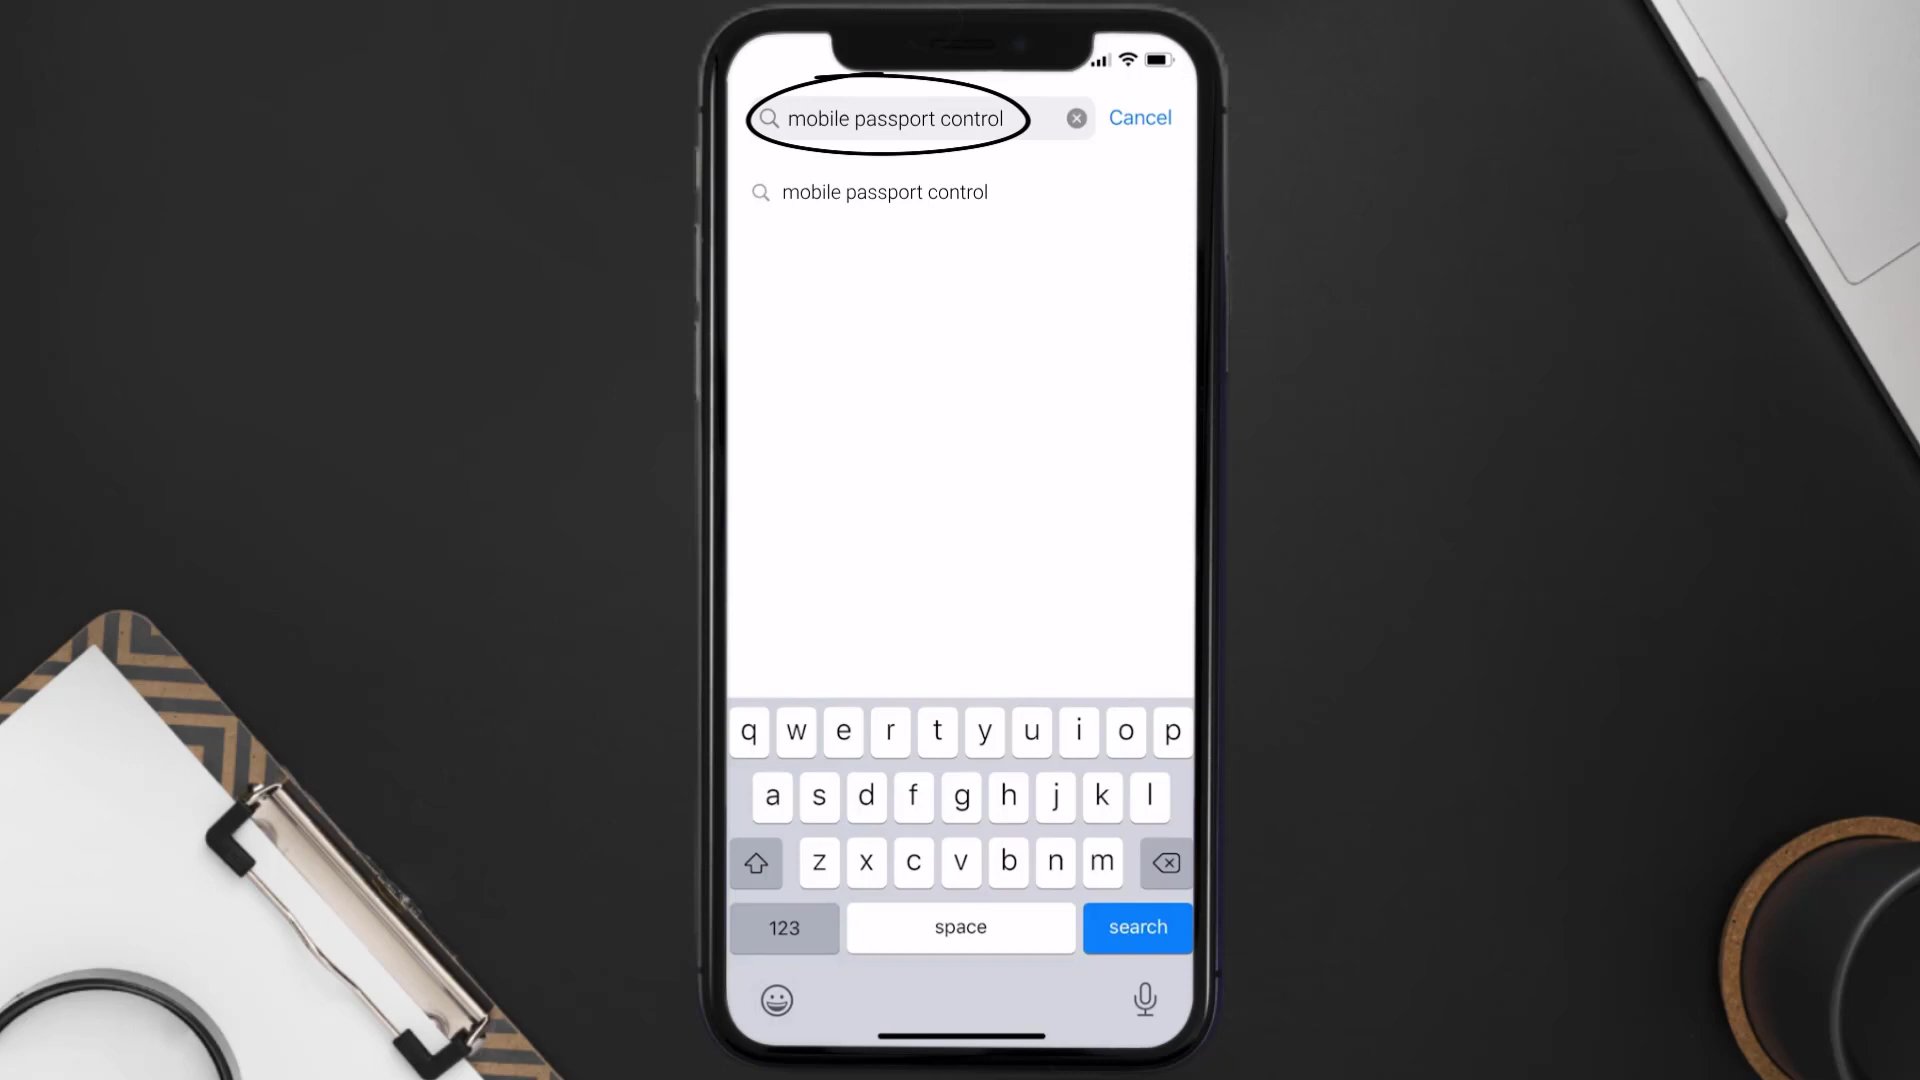 mobile passport control
Cancel
mobile passport control
q w e r t y u i o p
a s d f g h j k l
z x c v b n m
123 space search